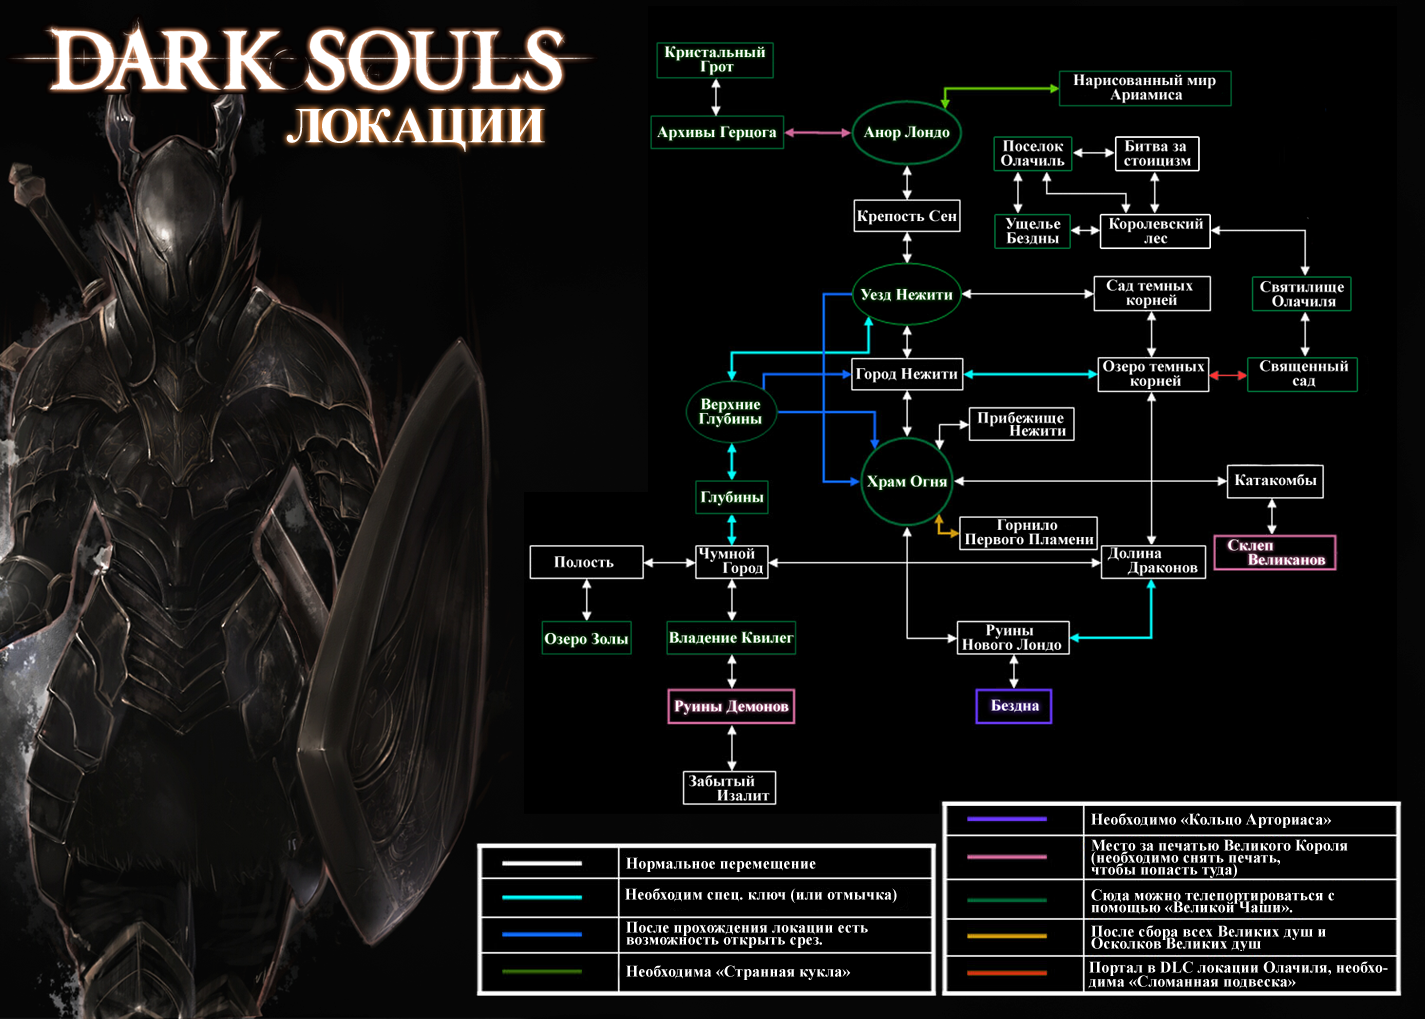 DARK SOULS
ЛОКАЦИИ
Кристальный
Грот
Нарисованный мир
Ариамиса
Архивы Герцога
Анор Лондо
Поселок
Олачиль
Битва за
стоицизм
Крепость Сен
Ущелье
Бездны
Королевский
лес
Уезд Нежити
Сад темных
корней
Святилище
Олачиля
Город Нежити
Озеро темных
корней
Священный
сад
Верхние
Глубины
Прибежище
Нежити
Храм Огня
Катакомбы
Глубины
Горнило
Первого Пламени
Склеп
Великанов
Полость
Чумной
Город
Долина
Драконов
Озеро Золы
Владение Квилег
Руины
Нового Лондо
Руины Демонов
Бездна
Забытый
Изалит
Нормальное перемещение
Необходим спец. ключ (или отмычка)
После прохождения локации есть
возможность открыть срез.
Необходима «Странная кукла»
Необходимо «Кольцо Арториаса»
Место за печатью Великого Короля
(необходимо снять печать,
чтобы попасть туда)
Сюда можно телепортироваться с
помощью «Великой Чаши».
После сбора всех Великих душ и
Осколков Великих душ
Портал в DLC локации Олачиля, необхо-
дима «Сломанная подвеска»